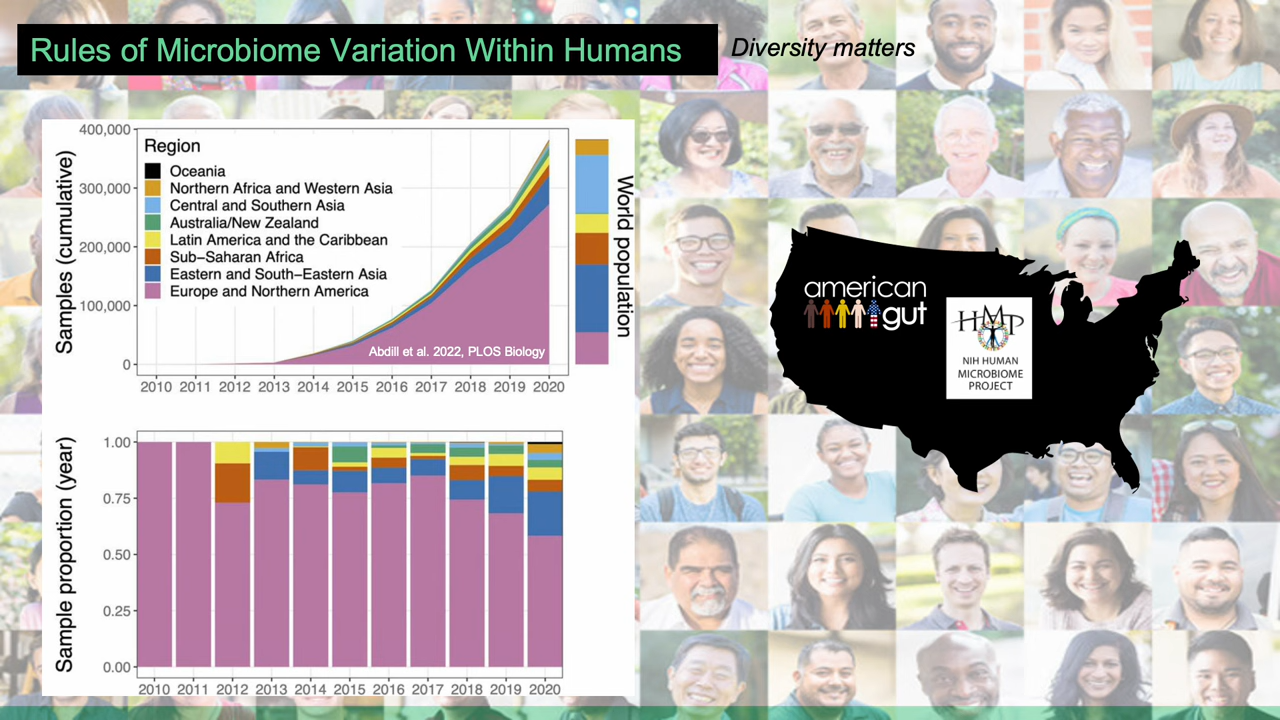 Rules of Microbiome Variation Within Humans
Diversity matters
Samples (cumulative)
400,000
300,000
200,000
100,000
0
Region
Oceania
Northern Africa and Western Asia
Central and Southern Asia
Australia/New Zealand
Latin America and the Caribbean
Sub−Saharan Africa
Eastern and South−Eastern Asia
Europe and Northern America
Abdill et al. 2022, PLOS Biology
2010 2011 2012 2013 2014 2015 2016 2017 2018 2019 2020
World population
Sample proportion (year)
1.00
0.75
0.50
0.25
0.00
2010 2011 2012 2013 2014 2015 2016 2017 2018 2019 2020
american
gut
HMP
NIH HUMAN
MICROBIOME
PROJECT